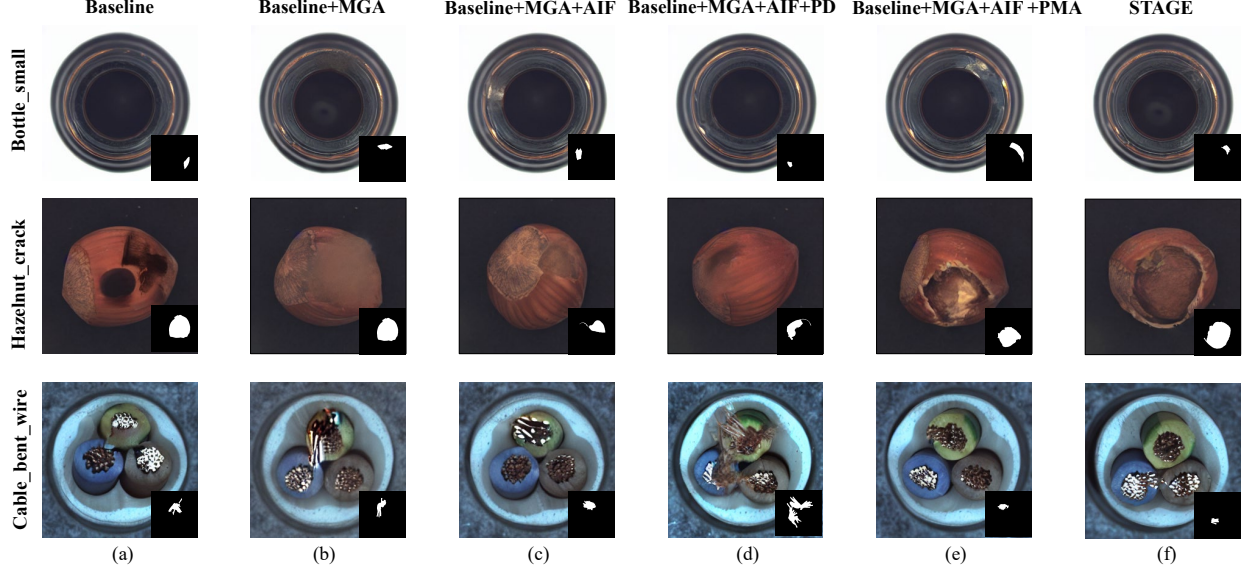 Baseline
Baseline+MGA
Baseline+MGA+AIF
Baseline+MGA+AIF+PD
Baseline+MGA+AIF +PMA
STAGE
Bottle_small
Hazelnut_crack
Cable_bent_wire
(a)
(b)
(c)
(d)
(e)
(f)